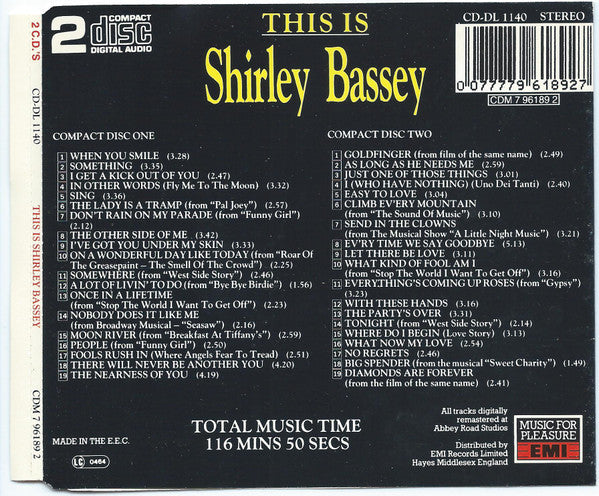 2 C.D.'S
CD-DL 1140
THIS IS SHIRLEY BASSEY
CDM 7 96189 2
2 COMPACT
disc
DIGITAL AUDIO
THIS IS
Shirley Bassey
CD-DL 1140 STEREO
0 077779 618927
CDM 7 96189 2
COMPACT DISC ONE
1 WHEN YOU SMILE (3.28)
2 SOMETHING (3.35)
3 I GET A KICK OUT OF YOU (3.21)
4 IN OTHER WORDS (Fly Me To The Moon) (3.32)
5 SING (3.36)
6 THE LADY IS A TRAMP (from "Pal Joey") (2.57)
7 DON'T RAIN ON MY PARADE (from "Funny Girl")
(2.12)
8 THE OTHER SIDE OF ME (3.42)
9 I'VE GOT YOU UNDER MY SKIN (3.33)
10 ON A WONDERFUL DAY LIKE TODAY (from "Roar Of
The Greasepaint – The Smell Of The Crowd") (2.25)
11 SOMEWHERE (from "West Side Story") (2.46)
12 A LOT OF LIVIN' TO DO (from "Bye Bye Birdie") (1.56)
13 ONCE IN A LIFETIME
(from "Stop The World I Want To Get Off") (2.23)
14 NOBODY DOES IT LIKE ME
(from Broadway Musical – "Seasaw") (2.16)
15 MOON RIVER (from "Breakfast At Tiffany's") (2.59)
16 PEOPLE (from "Funny Girl") (2.50)
17 FOOLS RUSH IN (Where Angels Fear To Tread) (2.51)
18 THERE WILL NEVER BE ANOTHER YOU (4.20)
19 THE NEARNESS OF YOU (4.19)
COMPACT DISC TWO
1 GOLDFINGER (from film of the same name) (2.49)
2 AS LONG AS HE NEEDS ME (2.59)
3 JUST ONE OF THOSE THINGS (3.01)
4 I (WHO HAVE NOTHING) (Uno Dei Tanti) (2.40)
5 EASY TO LOVE (3.04)
6 CLIMB EV'ERY MOUNTAIN
(from "The Sound Of Music") (3.10)
7 SEND IN THE CLOWNS
(from The Musical Show "A Little Night Music") (3.21)
8 EV'RY TIME WE SAY GOODBYE (5.13)
9 LET THERE BE LOVE (3.11)
10 WHAT KIND OF FOOL AM I
(from "Stop The World I Want To Get Off") (3.16)
11 EVERYTHING'S COMING UP ROSES (from "Gypsy")
(3.23)
12 WITH THESE HANDS (3.16)
13 THE PARTY'S OVER (3.31)
14 TONIGHT (from "West Side Story") (2.14)
15 WHERE DO I BEGIN (Love Story) (3.13)
16 WHAT NOW MY LOVE (2.54)
17 NO REGRETS (2.46)
18 BIG SPENDER (from the musical "Sweet Charity") (1.49)
19 DIAMONDS ARE FOREVER
(from the film of the same name) (2.41)
TOTAL MUSIC TIME
116 MINS 50 SECS
MADE IN THE E.E.C.
LC 0464
All tracks digitally
remastered at
Abbey Road Studios
Distributed by
EMI Records Limited
Hayes Middlesex England
MUSIC FOR
PLEASURE
EMI